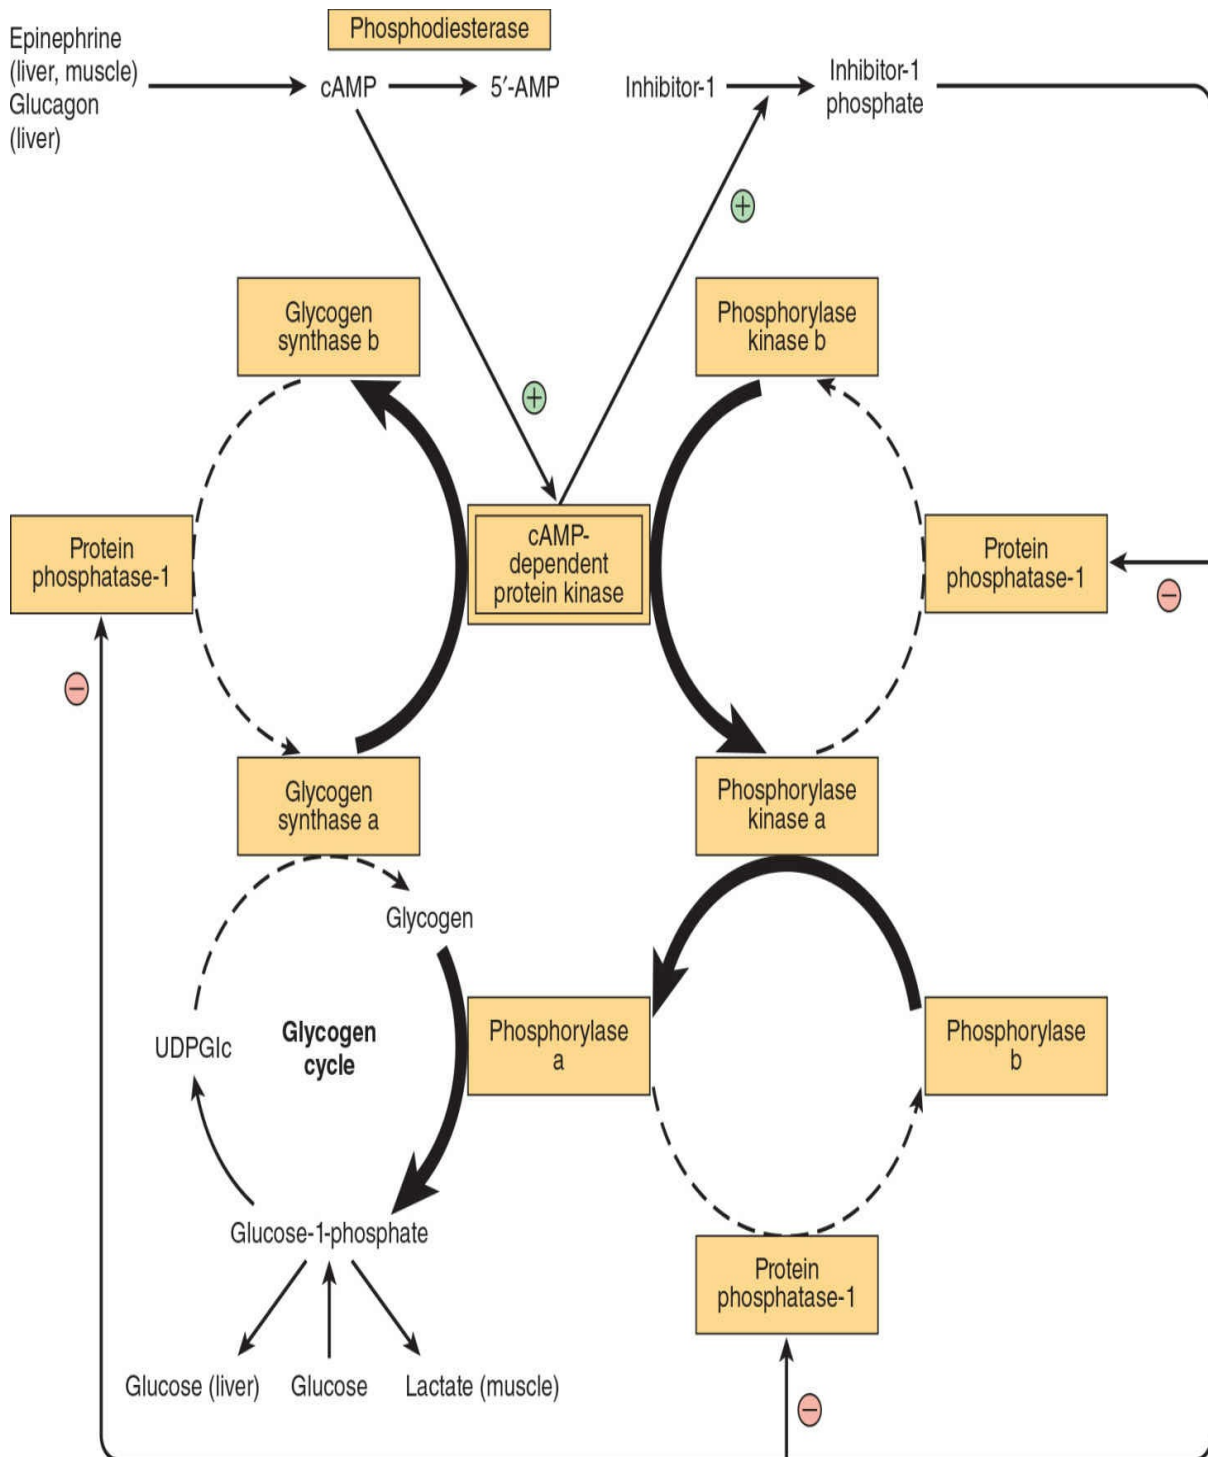 Phosphodiesterase
Epinephrine
(liver, muscle)
Glucagon
(liver)
cAMP
5′-AMP
Inhibitor-1
Inhibitor-1
phosphate
+
Glycogen
synthase b
Phosphorylase
kinase b
+
Protein
phosphatase-1
cAMP-
dependent
protein kinase
Protein
phosphatase-1
−
−
Glycogen
synthase a
Phosphorylase
kinase a
Glycogen
UDPGlc
Glycogen
cycle
Phosphorylase
a
Phosphorylase
b
Glucose-1-phosphate
Protein
phosphatase-1
Glucose (liver)
Glucose
Lactate (muscle)
−